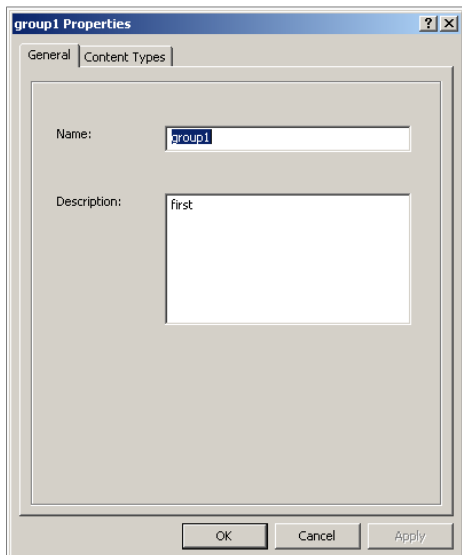 group1 Properties
General Content Types
Name: group1
Description: first
OK Cancel Apply